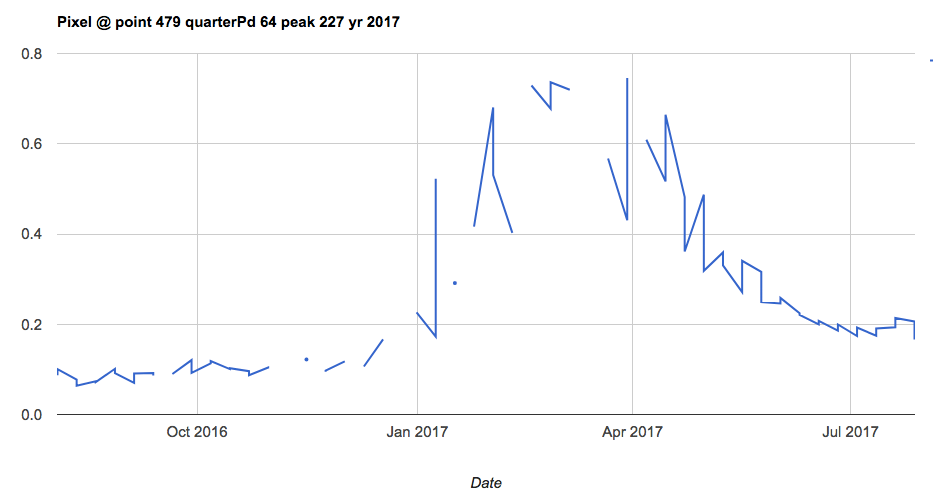 Pixel @ point 479 quarterPd 64 peak 227 yr 2017
0.8
0.6
0.4
0.2
0.0
Oct 2016 Jan 2017 Apr 2017 Jul 2017
Date